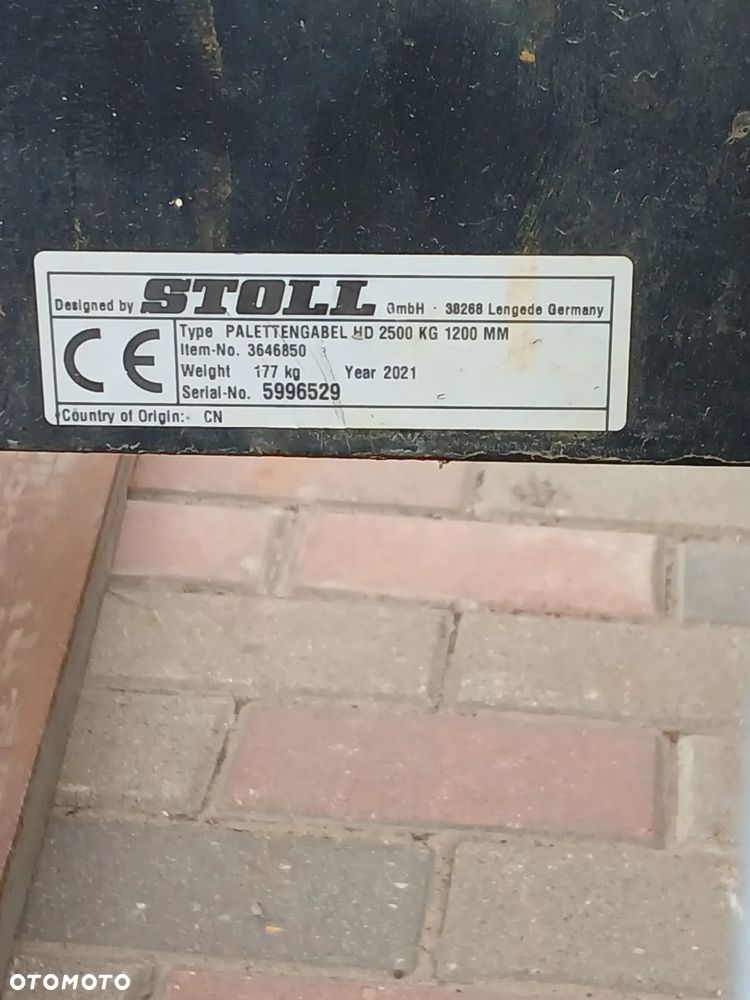 Designed by STOLL GmbH · 38268 Lengede Germany
CE
Type PALETTENGABEL HD 2500 KG 1200 MM
Item-No. 3646850
Weight 177 kg Year 2021
Serial-No. 5996529
Country of Origin: CN
OTOMOTO